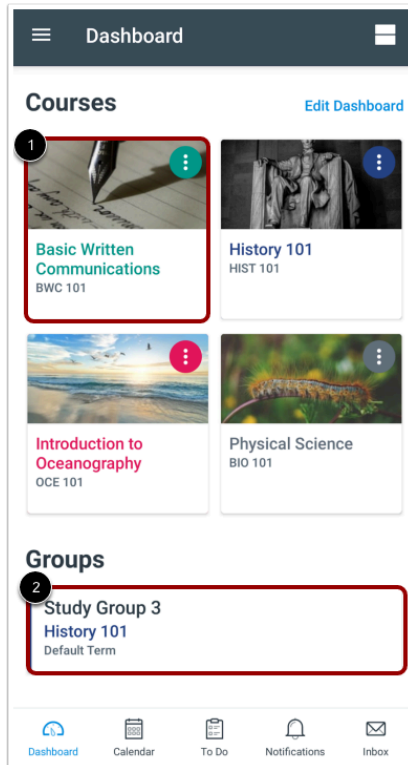 Dashboard
Courses
Edit Dashboard
1
Basic Written
Communications
BWC 101
History 101
HIST 101
Introduction to
Oceanography
OCE 101
Physical Science
BIO 101
Groups
2
Study Group 3
History 101
Default Term
Dashboard
Calendar
To Do
Notifications
Inbox